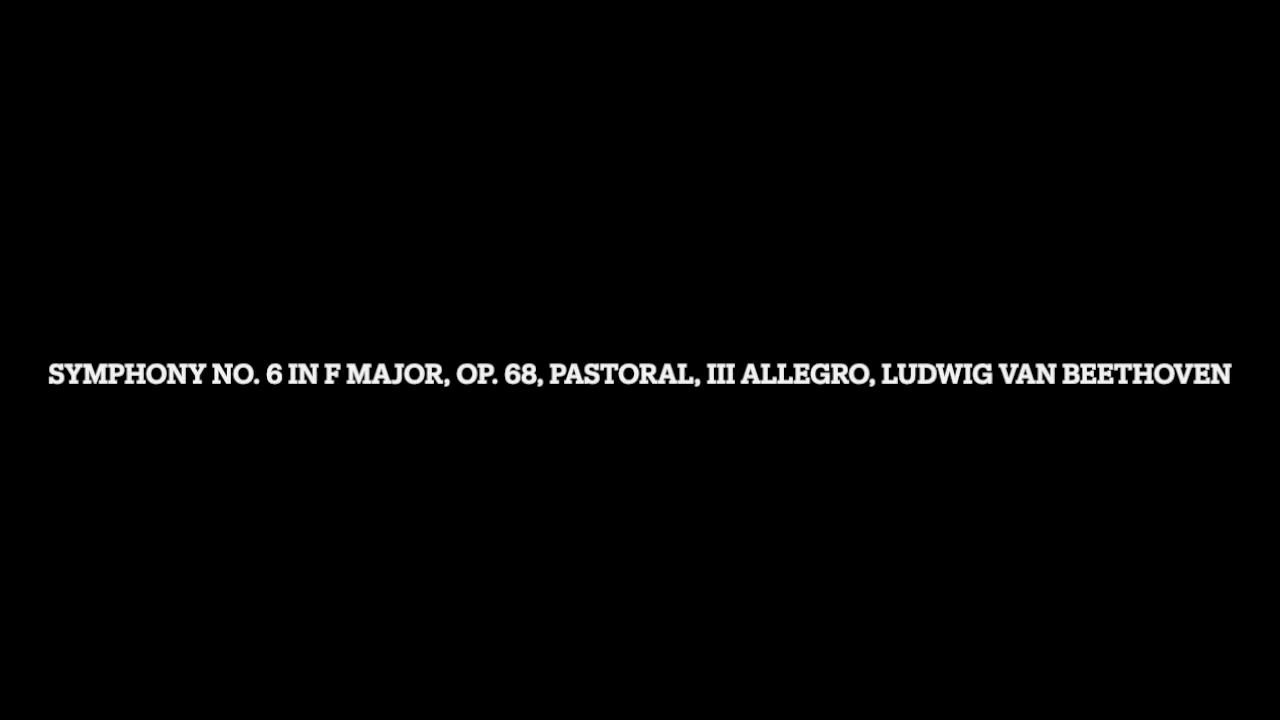 SYMPHONY NO. 6 IN F MAJOR, OP. 68, PASTORAL, III ALLEGRO, LUDWIG VAN BEETHOVEN